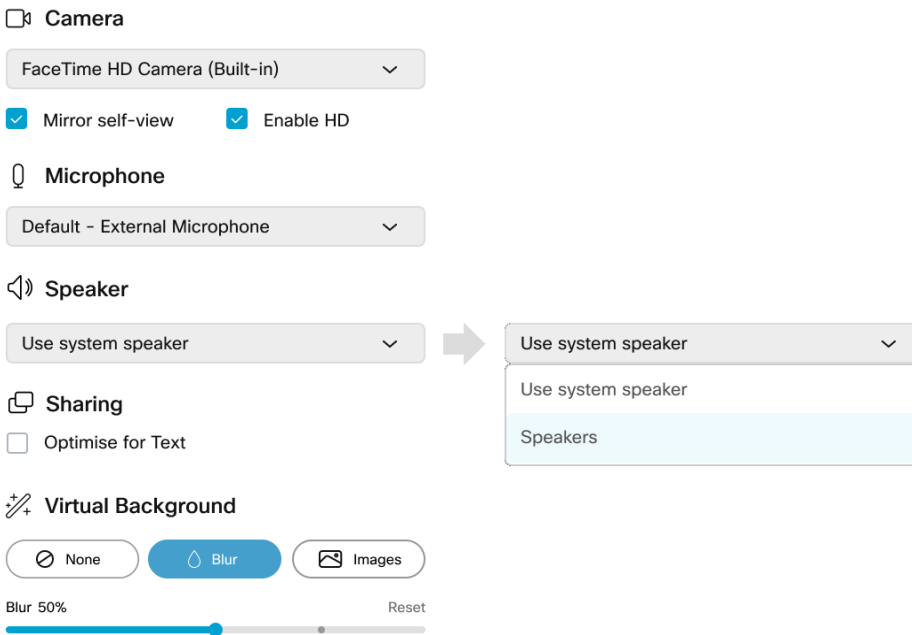 Camera
FaceTime HD Camera (Built-in)
Mirror self-view Enable HD
Microphone
Default - External Microphone
Speaker
Use system speaker
Use system speaker
Use system speaker
Speakers
Sharing
Optimise for Text
Virtual Background
None Blur Images
Blur 50% Reset